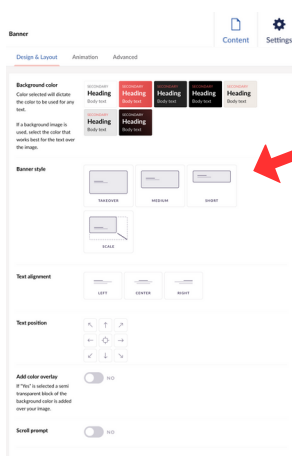 Banner
Content
Settings
Design & Layout Animation Advanced
Background color
Color selected will dictate
the color to be used for any
text.
If a background image is
used, select the color that
works best for the text over
the image.
SECONDARY SECONDARY SECONDARY SECONDARY SECONDARY
Heading Heading Heading Heading Heading
Body text Body text Body text Body text Body text
SECONDARY SECONDARY
Heading Heading
Body text Body text
Banner style
TAKEOVER MEDIUM SHORT
SCALE
Text alignment
LEFT CENTER RIGHT
Text position
Add color overlay
NO
If "Yes" is selected a semi
transparent block of the
background color is added
over your image.
Scroll prompt
NO